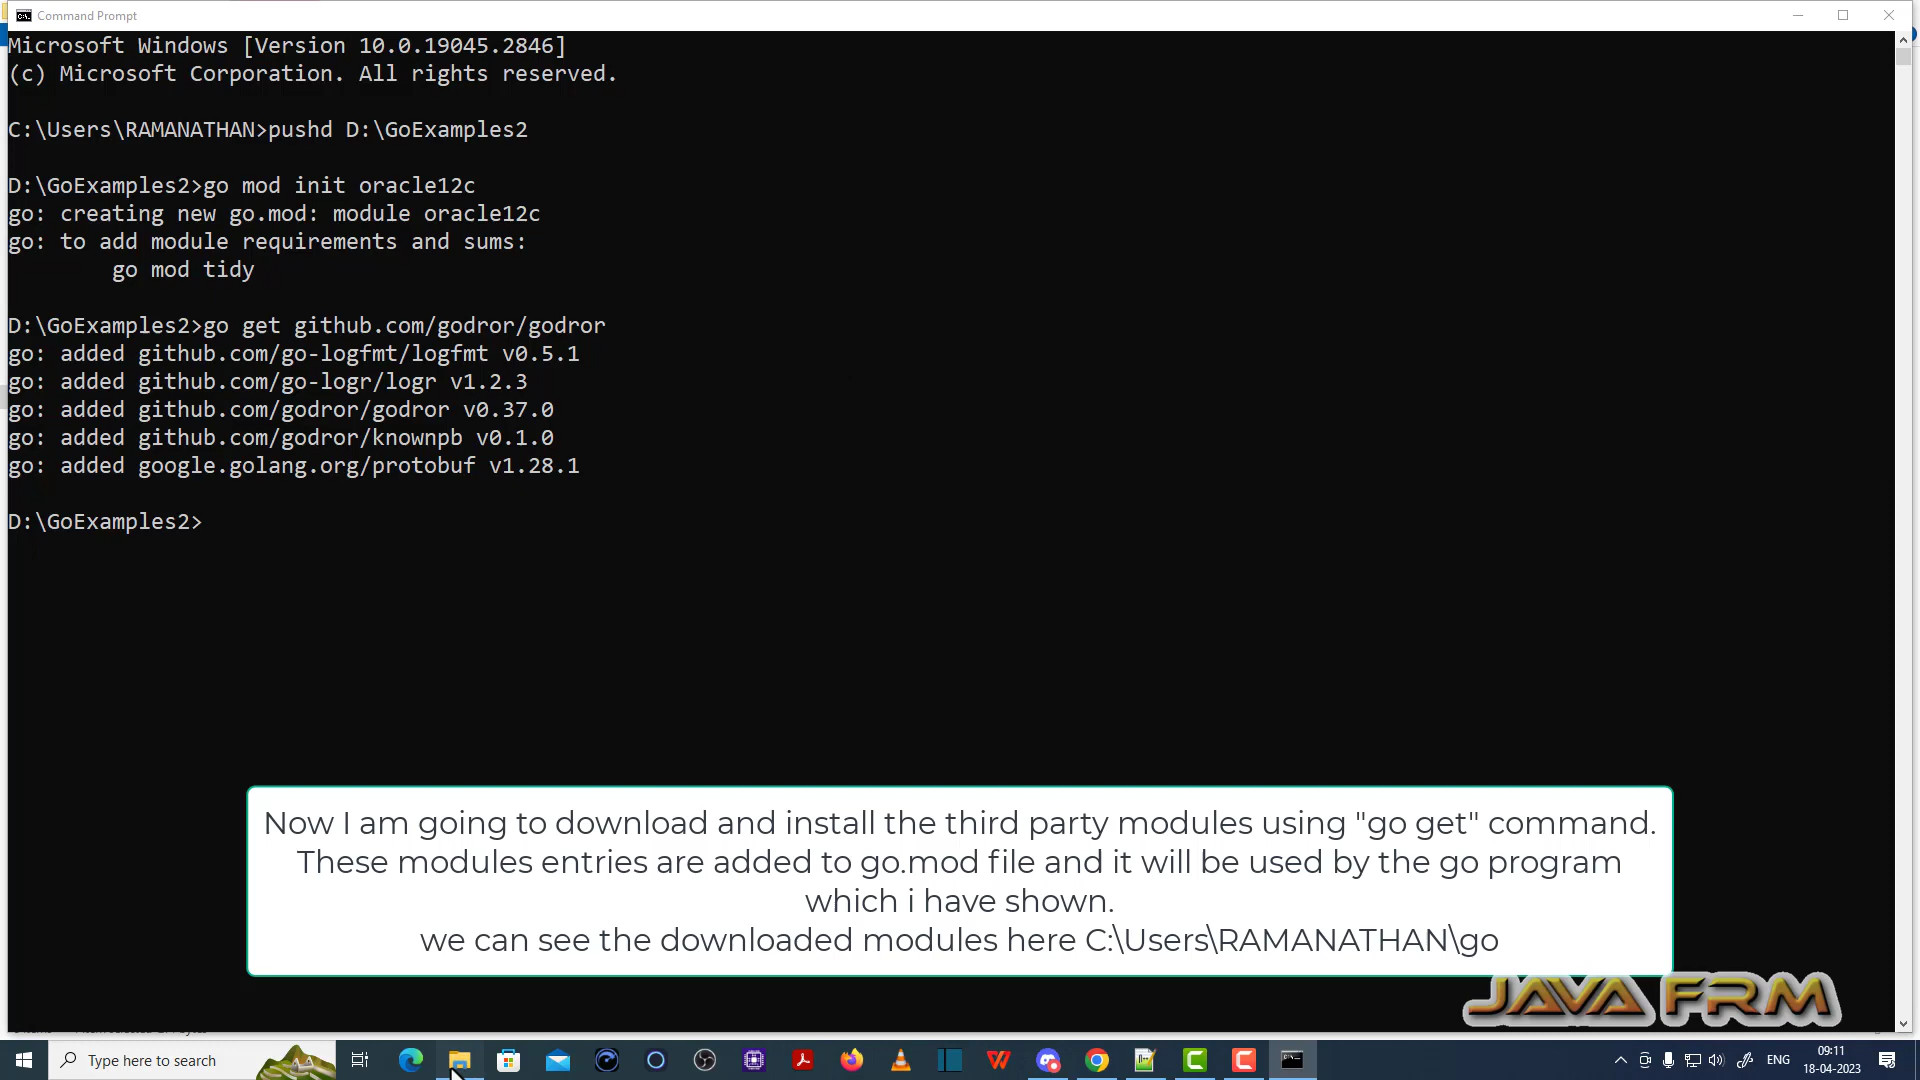 Command Prompt
Microsoft Windows [Version 10.0.19045.2846]
(c) Microsoft Corporation. All rights reserved.
C:\Users\RAMANATHAN>pushd D:\GoExamples2
D:\GoExamples2>go mod init oracle12c
go: creating new go.mod: module oracle12c
go: to add module requirements and sums:
go mod tidy
D:\GoExamples2>go get github.com/godror/godror
go: added github.com/go-logfmt/logfmt v0.5.1
go: added github.com/go-logr/logr v1.2.3
go: added github.com/godror/godror v0.37.0
go: added github.com/godror/knownpb v0.1.0
go: added google.golang.org/protobuf v1.28.1
D:\GoExamples2>
Now I am going to download and install the third party modules using "go get" command.
These modules entries are added to go.mod file and it will be used by the go program
which i have shown.
we can see the downloaded modules here C:\Users\RAMANATHAN\go
JAVA FRM
Type here to search
ENG
09:11
18-04-2023